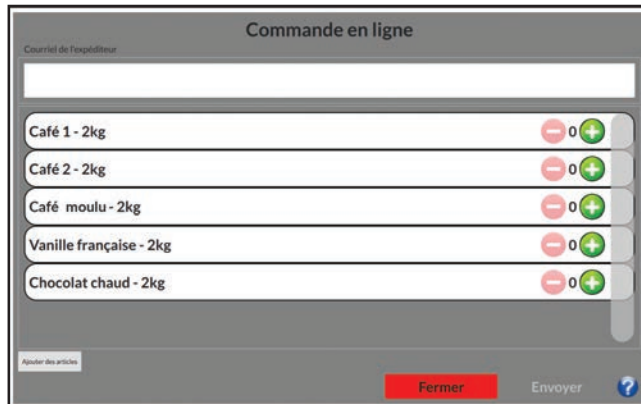 Commande en ligne
Courriel de l'expéditeur
Café 1 - 2kg 0
Café 2 - 2kg 0
Café moulu - 2kg 0
Vanille française - 2kg 0
Chocolat chaud - 2kg 0
Ajouter des articles
Fermer Envoyer ?